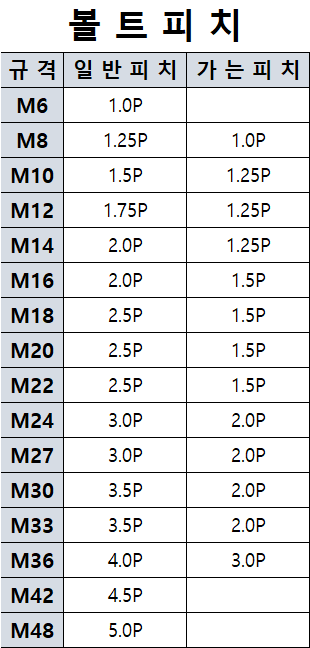 볼 트 피 치
규 격 일 반 피 치 가 는 피 치
M6 1.0P
M8 1.25P 1.0P
M10 1.5P 1.25P
M12 1.75P 1.25P
M14 2.0P 1.25P
M16 2.0P 1.5P
M18 2.5P 1.5P
M20 2.5P 1.5P
M22 2.5P 1.5P
M24 3.0P 2.0P
M27 3.0P 2.0P
M30 3.5P 2.0P
M33 3.5P 2.0P
M36 4.0P 3.0P
M42 4.5P
M48 5.0P